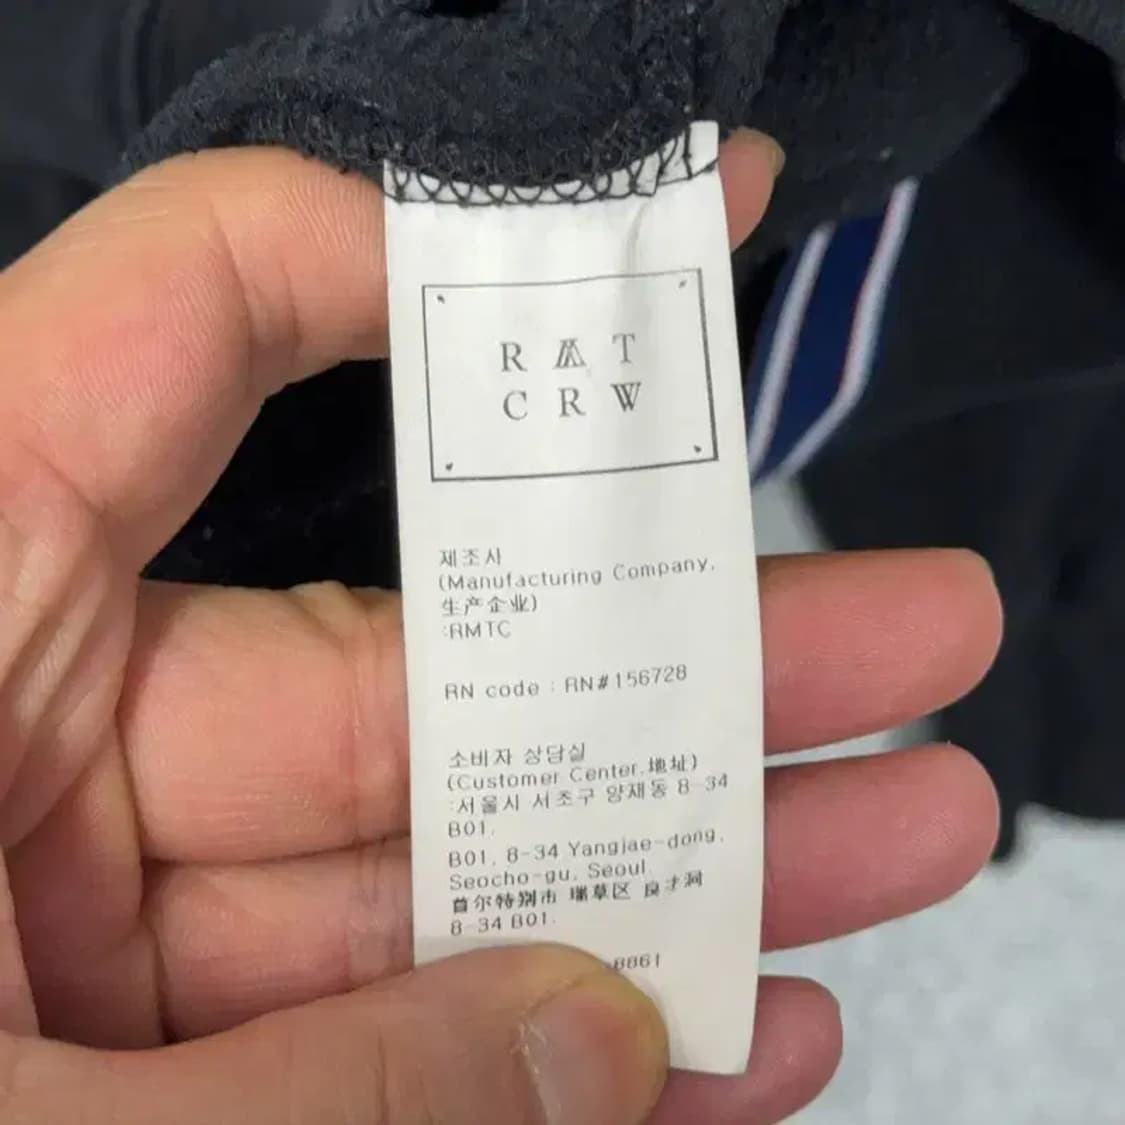 R M T
C R W
제조사
(Manufacturing Company,
生产企业)
:RMTC
RN code : RN#156728
소비자 상담실
(Customer Center,地址)
:서울시 서초구 양재동 8-34
B01,
B01, 8-34 Yangjae-dong,
Seocho-gu, Seoul
首尔特别市 瑞草区 良才洞
8-34 B01.
-8861